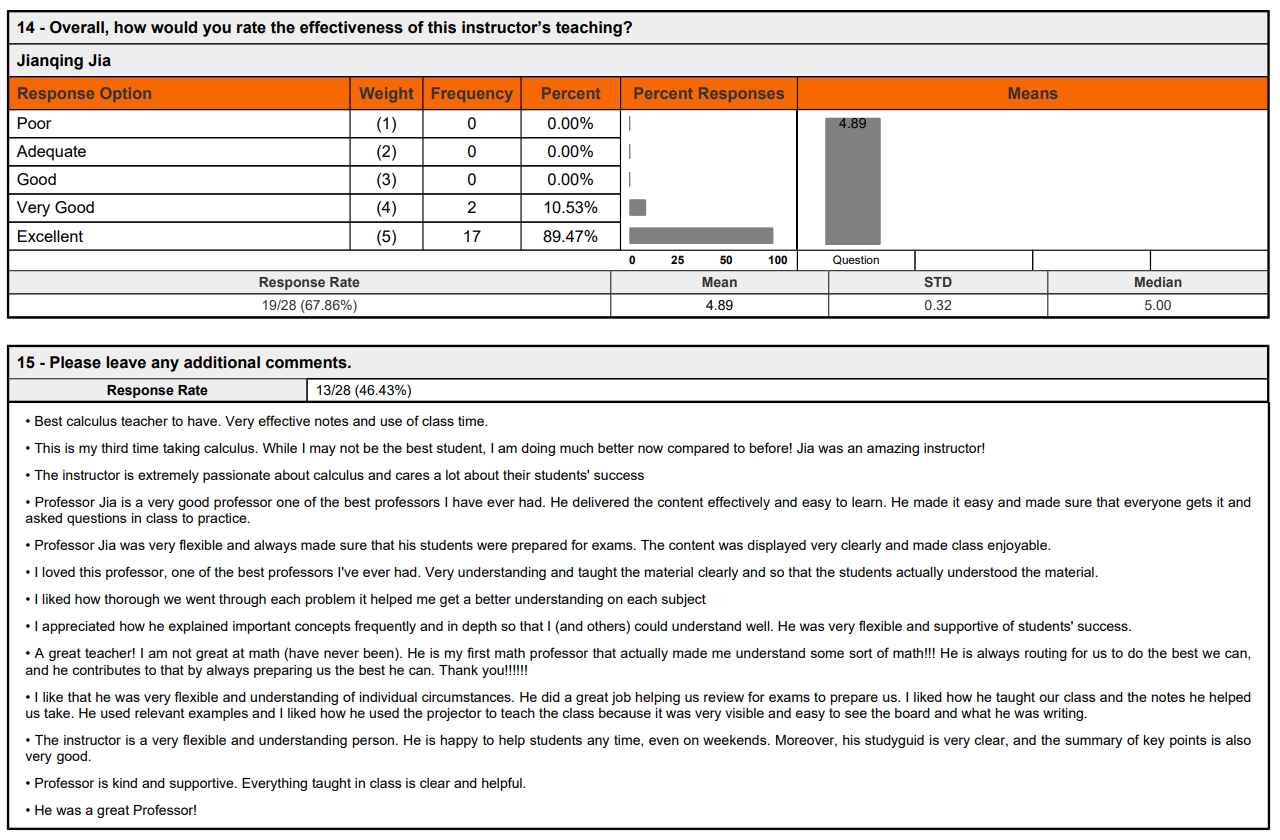 14 - Overall, how would you rate the effectiveness of this instructor's teaching?
Jianqing Jia
Response Option Weight Frequency Percent Percent Responses Means
Poor (1) 0 0.00% 4.89
Adequate (2) 0 0.00%
Good (3) 0 0.00%
Very Good (4) 2 10.53%
Excellent (5) 17 89.47%
0 25 50 100 Question
Response Rate Mean STD Median
19/28 (67.86%) 4.89 0.32 5.00
15 - Please leave any additional comments.
Response Rate 13/28 (46.43%)
• Best calculus teacher to have. Very effective notes and use of class time.
• This is my third time taking calculus. While I may not be the best student, I am doing much better now compared to before! Jia was an amazing instructor!
• The instructor is extremely passionate about calculus and cares a lot about their students' success
• Professor Jia is a very good professor one of the best professors I have ever had. He delivered the content effectively and easy to learn. He made it easy and made sure that everyone gets it and
asked questions in class to practice.
• Professor Jia was very flexible and always made sure that his students were prepared for exams. The content was displayed very clearly and made class enjoyable.
• I loved this professor, one of the best professors I've ever had. Very understanding and taught the material clearly and so that the students actually understood the material.
• I liked how thorough we went through each problem it helped me get a better understanding on each subject
• I appreciated how he explained important concepts frequently and in depth so that I (and others) could understand well. He was very flexible and supportive of students' success.
• A great teacher! I am not great at math (have never been). He is my first math professor that actually made me understand some sort of math!!! He is always routing for us to do the best we can,
and he contributes to that by always preparing us the best he can. Thank you!!!!!!
• I like that he was very flexible and understanding of individual circumstances. He did a great job helping us review for exams to prepare us. I liked how he taught our class and the notes he helped
us take. He used relevant examples and I liked how he used the projector to teach the class because it was very visible and easy to see the board and what he was writing.
• The instructor is a very flexible and understanding person. He is happy to help students any time, even on weekends. Moreover, his studyguid is very clear, and the summary of key points is also
very good.
• Professor is kind and supportive. Everything taught in class is clear and helpful.
• He was a great Professor!